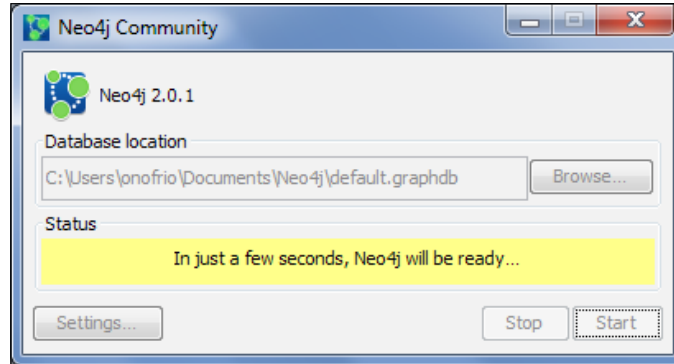 Neo4j Community
Neo4j 2.0.1
Database location
C:\Users\onofrio\Documents\Neo4j\default.graphdb
Browse...
Status
In just a few seconds, Neo4j will be ready...
Settings...
Stop
Start